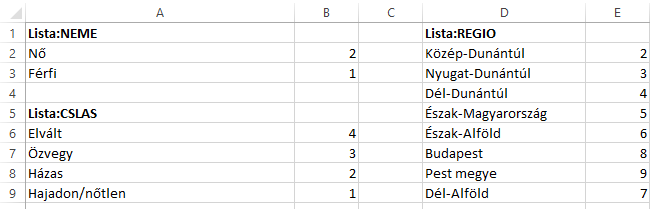 A B C D E
1 Lista:NEME Lista:REGIO
2 Nő 2 Közép-Dunántúl 2
3 Férfi 1 Nyugat-Dunántúl 3
4 Dél-Dunántúl 4
5 Lista:CSLAS Észak-Magyarország 5
6 Elvált 4 Észak-Alföld 6
7 Özvegy 3 Budapest 8
8 Házas 2 Pest megye 9
9 Hajadon/nőtlen 1 Dél-Alföld 7